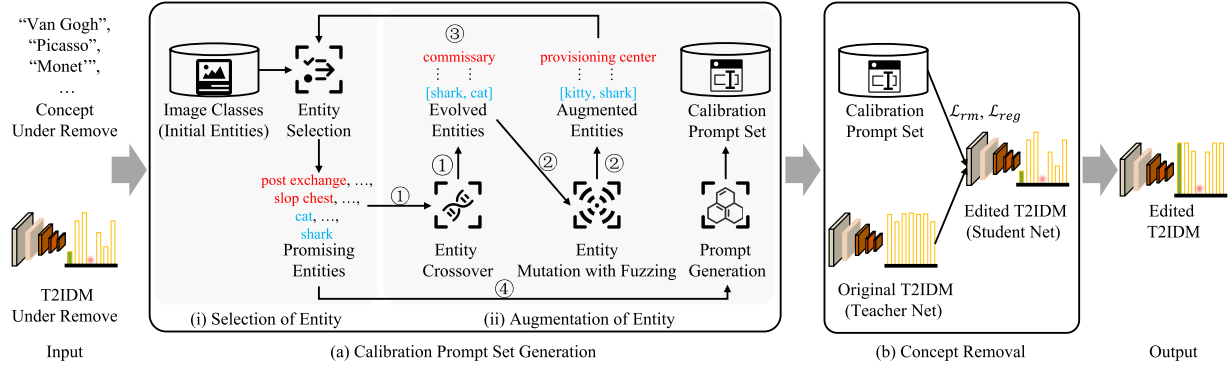 “Van Gogh”,
“Picasso”,
“Monet’”,
…
Concept
Under Remove
T2IDM
Under Remove
Input
Image Classes
(Initial Entities)
Entity
Selection
post exchange, …,
slop chest, …,
cat, …,
shark
Promising
Entities
(i) Selection of Entity
③
commissary
[shark, cat]
Evolved
Entities
①
①
Entity
Crossover
provisioning center
[kitty, shark]
Augmented
Entities
②
②
Entity
Mutation with Fuzzing
Calibration
Prompt Set
Prompt
Generation
④
(ii) Augmentation of Entity
(a) Calibration Prompt Set Generation
Calibration
Prompt Set
ℒrm, ℒreg
Edited T2IDM
(Student Net)
Original T2IDM
(Teacher Net)
(b) Concept Removal
Edited
T2IDM
Output